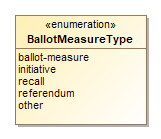 «enumeration»
BallotMeasureType
ballot-measure
initiative
recall
referendum
other